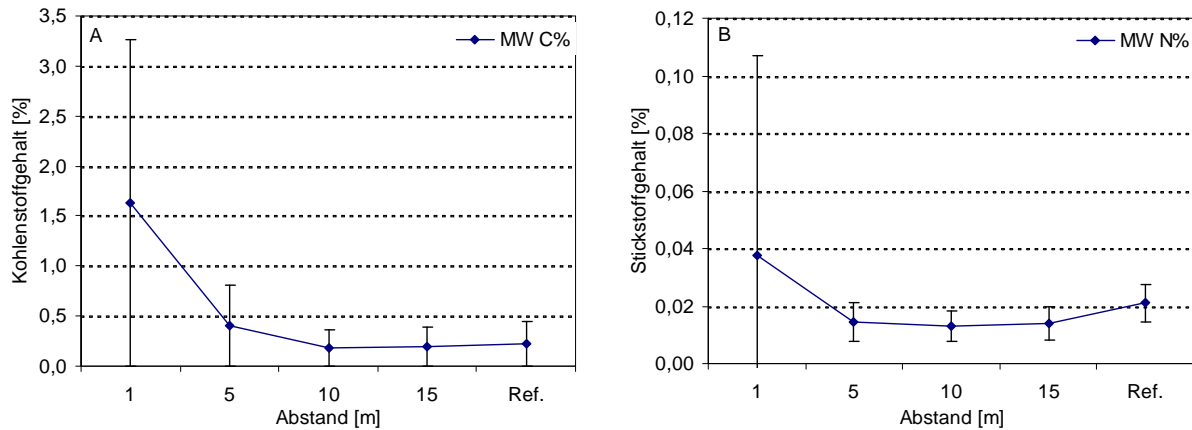 A
MW C%
Kohlenstoffgehalt [%]
3,5
3,0
2,5
2,0
1,5
1,0
0,5
0,0
1 5 10 15 Ref.
Abstand [m]
B
MW N%
Stickstoffgehalt [%]
0,12
0,10
0,08
0,06
0,04
0,02
0,00
1 5 10 15 Ref.
Abstand [m]